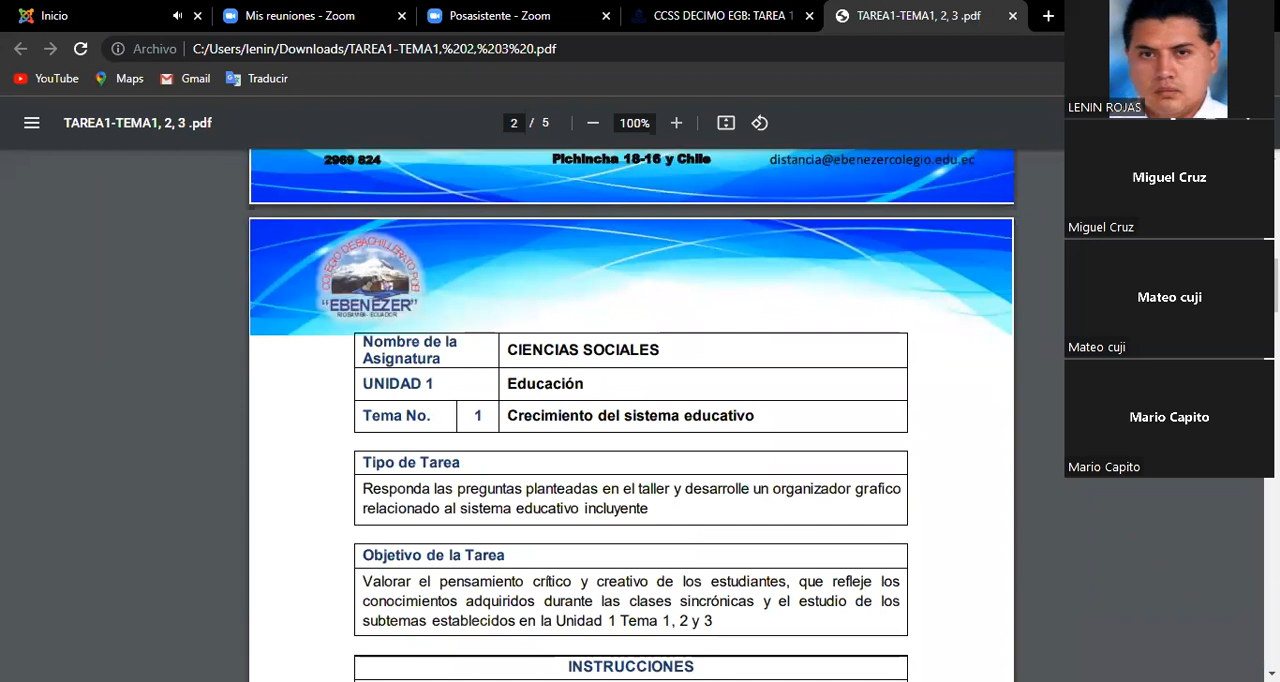 Inicio
Mis reuniones - Zoom
Posasistente - Zoom
CCSS DECIMO EGB: TAREA 1
TAREA1-TEMA1, 2, 3 .pdf
Archivo
C:/Users/lenin/Downloads/TAREA1-TEMA1,%202,%203%20.pdf
YouTube
Maps
Gmail
Traducir
TAREA1-TEMA1, 2, 3 .pdf
2 / 5
100%
2969 824
Pichincha 18-16 y Chile
distancia@ebenezercolegio.edu.ec
COLEGIO DE BACHILLERATO PCEI
"EBENEZER"
RIOBAMBA - ECUADOR
Nombre de la
Asignatura
CIENCIAS SOCIALES
UNIDAD 1
Educación
Tema No.
1
Crecimiento del sistema educativo
Tipo de Tarea
Responda las preguntas planteadas en el taller y desarrolle un organizador grafico
relacionado al sistema educativo incluyente
Objetivo de la Tarea
Valorar el pensamiento crítico y creativo de los estudiantes, que refleje los
conocimientos adquiridos durante las clases sincrónicas y el estudio de los
subtemas establecidos en la Unidad 1 Tema 1, 2 y 3
INSTRUCCIONES
LENIN ROJAS
Miguel Cruz
Miguel Cruz
Mateo cuji
Mateo cuji
Mario Capito
Mario Capito